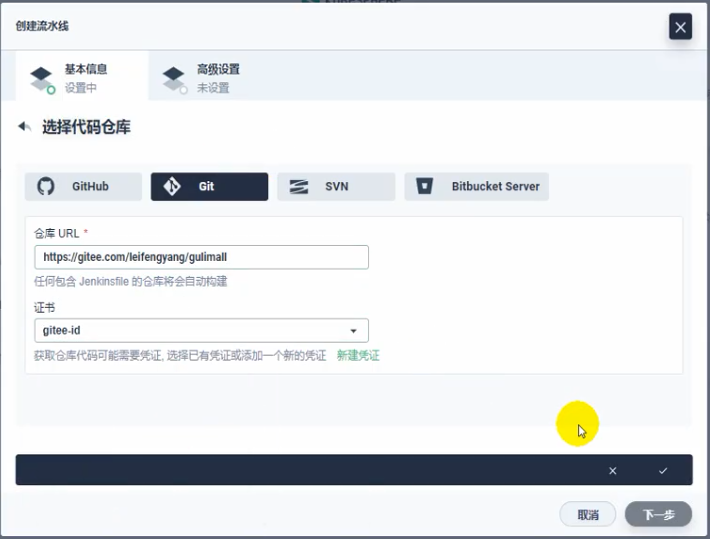 创建流水线
基本信息
设置中
高级设置
未设置
选择代码仓库
GitHub
Git
SVN
Bitbucket Server
仓库 URL *
https://gitee.com/leifengyang/gulimall
任何包含 Jenkinsfile 的仓库将会自动构建
证书
gitee-id
获取仓库代码可能需要凭证, 选择已有凭证或添加一个新的凭证 新建凭证
取消
下一步